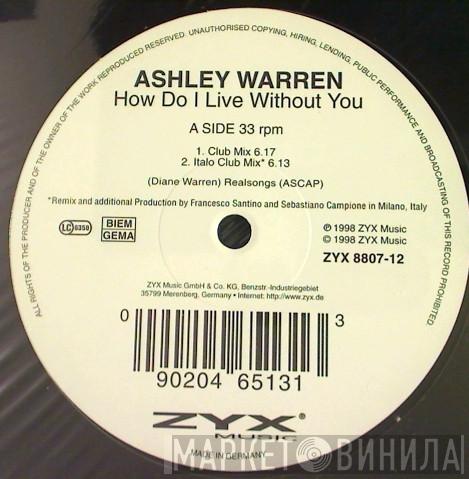 ALL RIGHTS OF THE PRODUCER AND OF THE OWNER OF THE WORK REPRODUCED RESERVED. UNAUTHORISED COPYING, HIRING, LENDING, PUBLIC PERFORMANCE AND BROADCASTING OF THIS RECORD PROHIBITED
ASHLEY WARREN
How Do I Live Without You
A SIDE 33 rpm
1. Club Mix 6.17
2. Italo Club Mix* 6.13
(Diane Warren) Realsongs (ASCAP)
*Remix and additional Production by Francesco Santino and Sebastiano Campione in Milano, Italy
LC 6350
BIEM
GEMA
℗ 1998 ZYX Music
© 1998 ZYX Music
ZYX 8807-12
ZYX Music GmbH & Co. KG, Benzstr.-Industriegebiet
35799 Merenberg, Germany • Internet: http://www.zyx.de
0 90204 65131 3
ZYX®
MUSIC
MADE IN GERMANY
МАРКЕТ ВИНИЛА